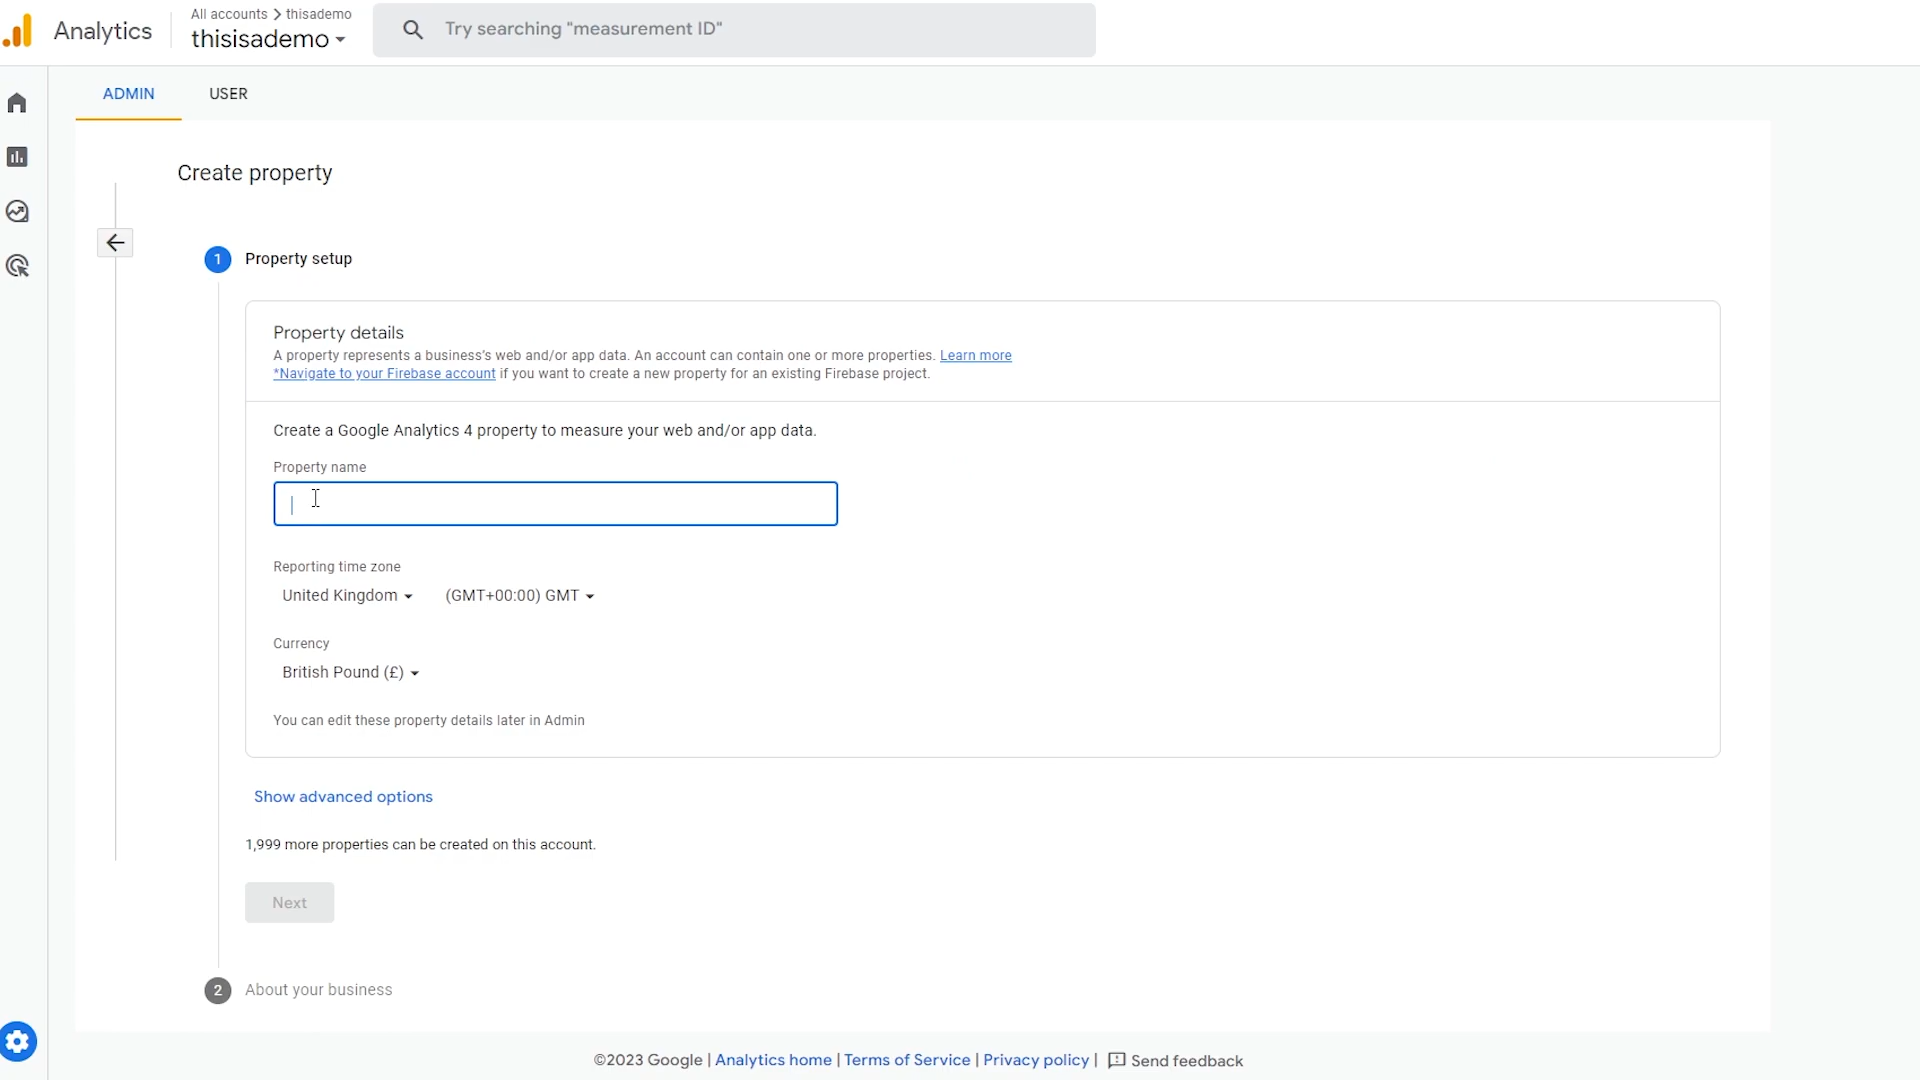 Analytics
All accounts > thisademo
thisisademo
Try searching "measurement ID"
ADMIN
USER
Create property
1
Property setup
Property details
A property represents a business's web and/or app data. An account can contain one or more properties. Learn more
*Navigate to your Firebase account if you want to create a new property for an existing Firebase project.
Create a Google Analytics 4 property to measure your web and/or app data.
Property name
Reporting time zone
United Kingdom (GMT+00:00) GMT
Currency
British Pound (£)
You can edit these property details later in Admin
Show advanced options
1,999 more properties can be created on this account.
Next
2
About your business
©2023 Google | Analytics home | Terms of Service | Privacy policy | Send feedback